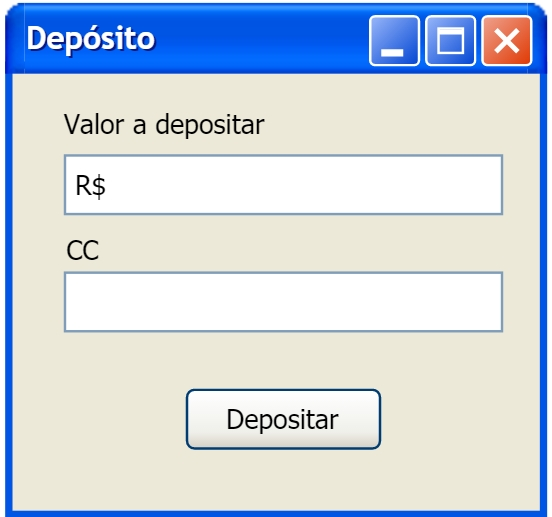 Depósito
Valor a depositar
R$
CC
Depositar